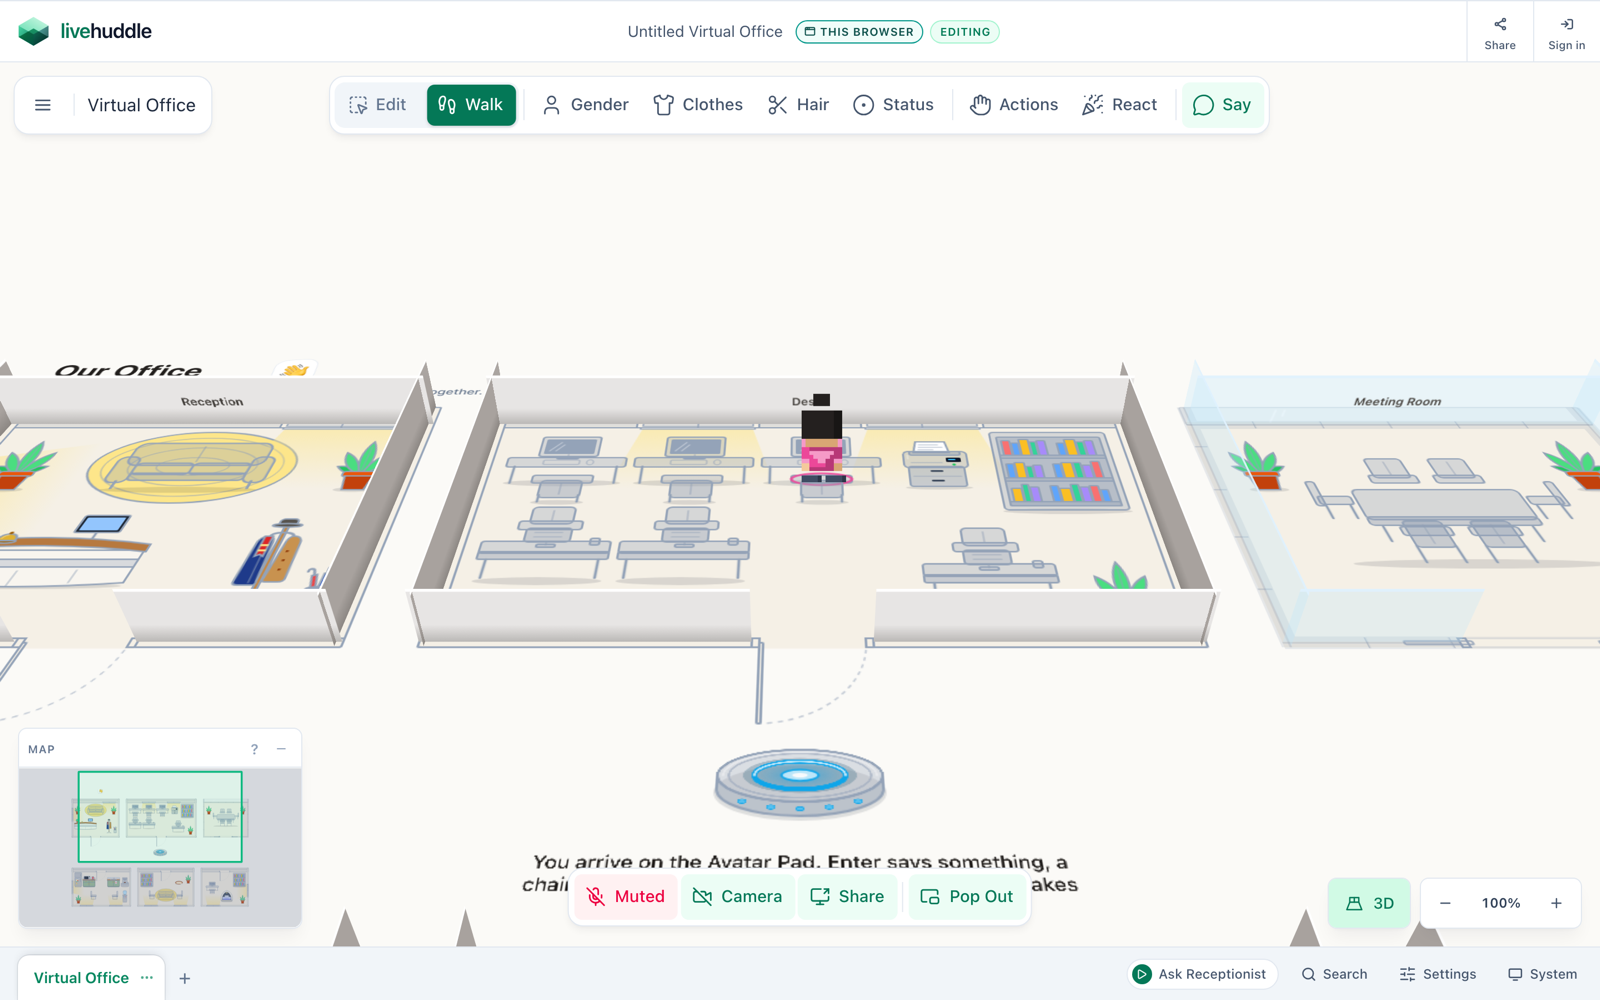 livehuddle
Untitled Virtual Office
THIS BROWSER
EDITING
Share
Sign in
Virtual Office
Edit
Walk
Gender
Clothes
Hair
Status
Actions
React
Say
Our Office
ogether.
Reception
Meeting Room
MAP
?
You arrive on the Avatar Pad. Enter says something, a
Muted
Camera
Share
Pop Out
3D
100%
Virtual Office
Ask Receptionist
Search
Settings
System